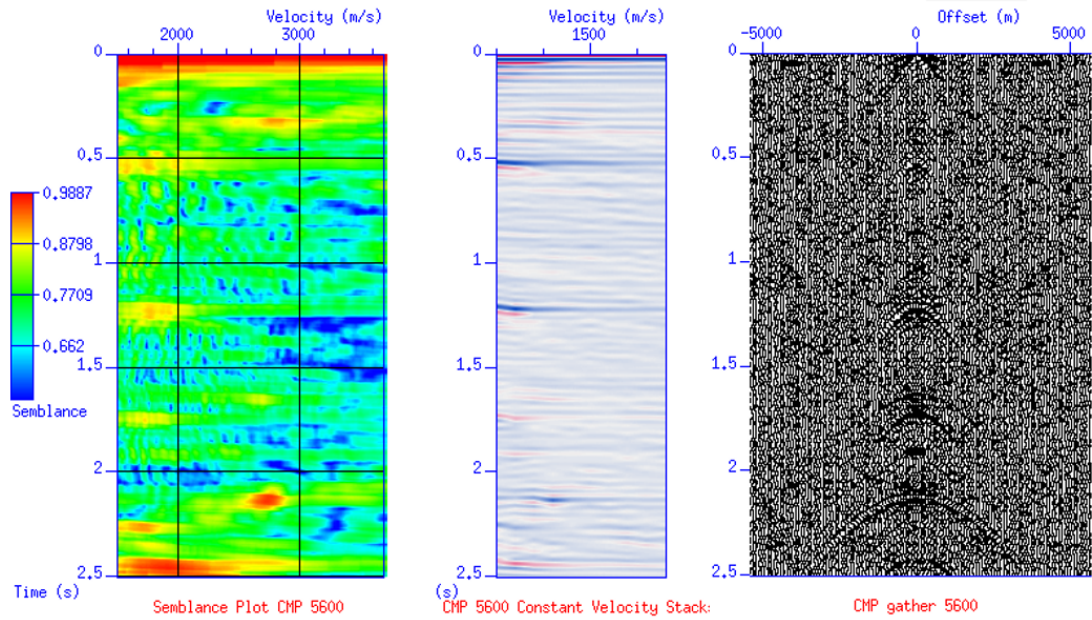 Velocity (m/s)
2000 3000
0
0.5
1
1.5
2
2.5
Time (s)
0.9887
0.8798
0.7709
0.662
Semblance
Semblance Plot CMP 5600
Velocity (m/s)
1500
0
0.5
1
1.5
2
2.5
(s)
CMP 5600 Constant Velocity Stack:
Offset (m)
-5000 0 5000
0
0.5
1
1.5
2
2.5
CMP gather 5600